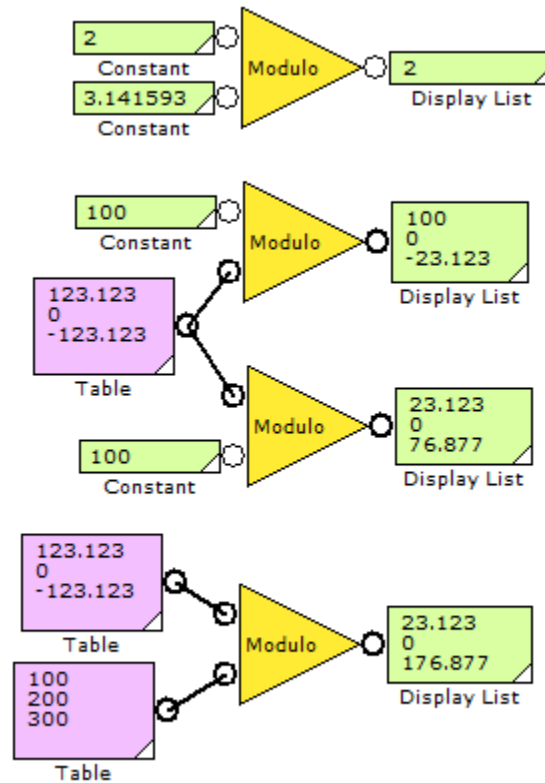 2
Constant
3.141593
Constant
Modulo
2
Display List
100
Constant
Modulo
100
0
-23.123
Display List
123.123
0
-123.123
Table
Modulo
100
Constant
23.123
0
76.877
Display List
123.123
0
-123.123
Table
100
200
300
Table
Modulo
23.123
0
176.877
Display List